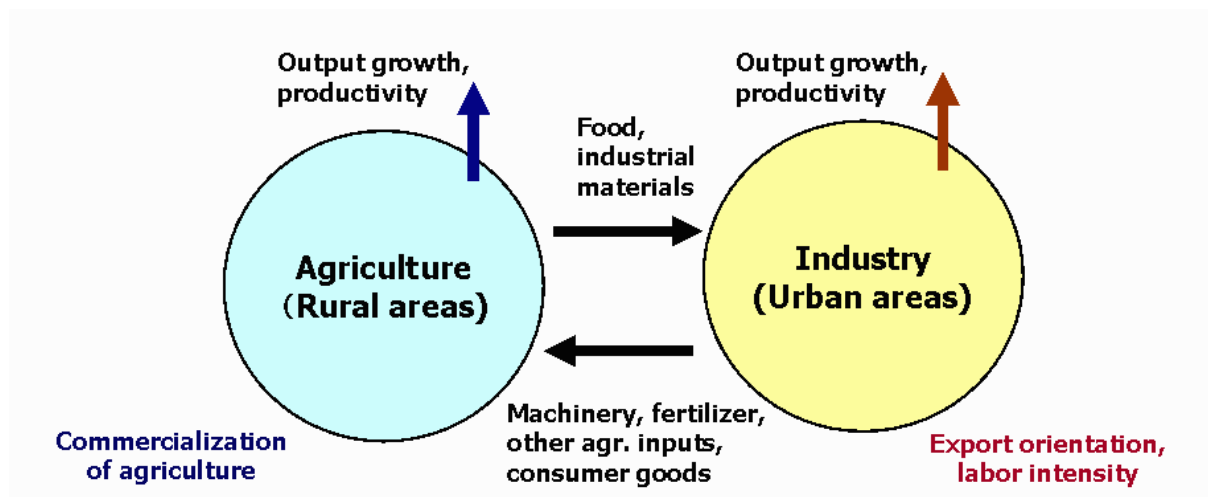 Output growth,
productivity
Output growth,
productivity
Food,
industrial
materials
Agriculture
（Rural areas)
Industry
(Urban areas)
Machinery, fertilizer,
other agr. inputs,
consumer goods
Commercialization
of agriculture
Export orientation,
labor intensity